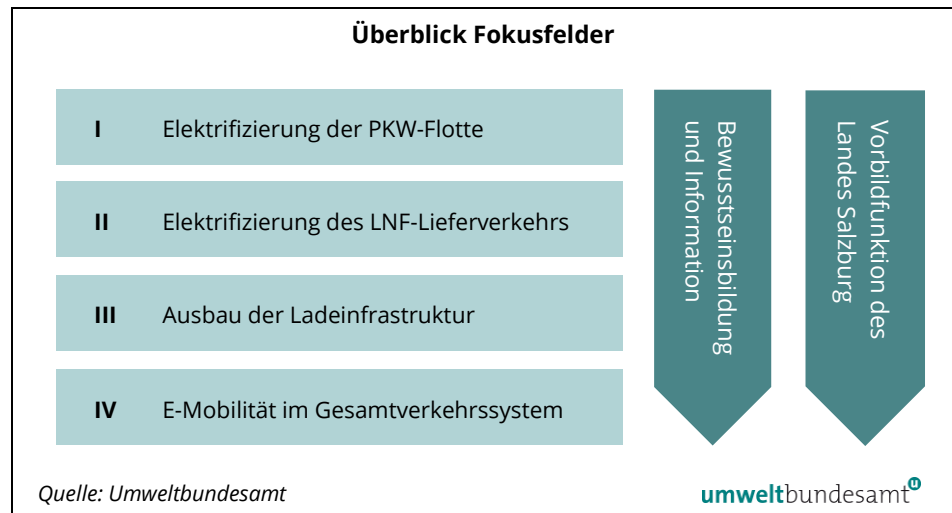 Überblick Fokusfelder
I Elektrifizierung der PKW-Flotte
II Elektrifizierung des LNF-Lieferverkehrs
III Ausbau der Ladeinfrastruktur
IV E-Mobilität im Gesamtverkehrssystem
Bewusstseinsbildung
und Information
Vorbildfunktion des
Landes Salzburg
Quelle: Umweltbundesamt
umweltbundesamt ⓤ